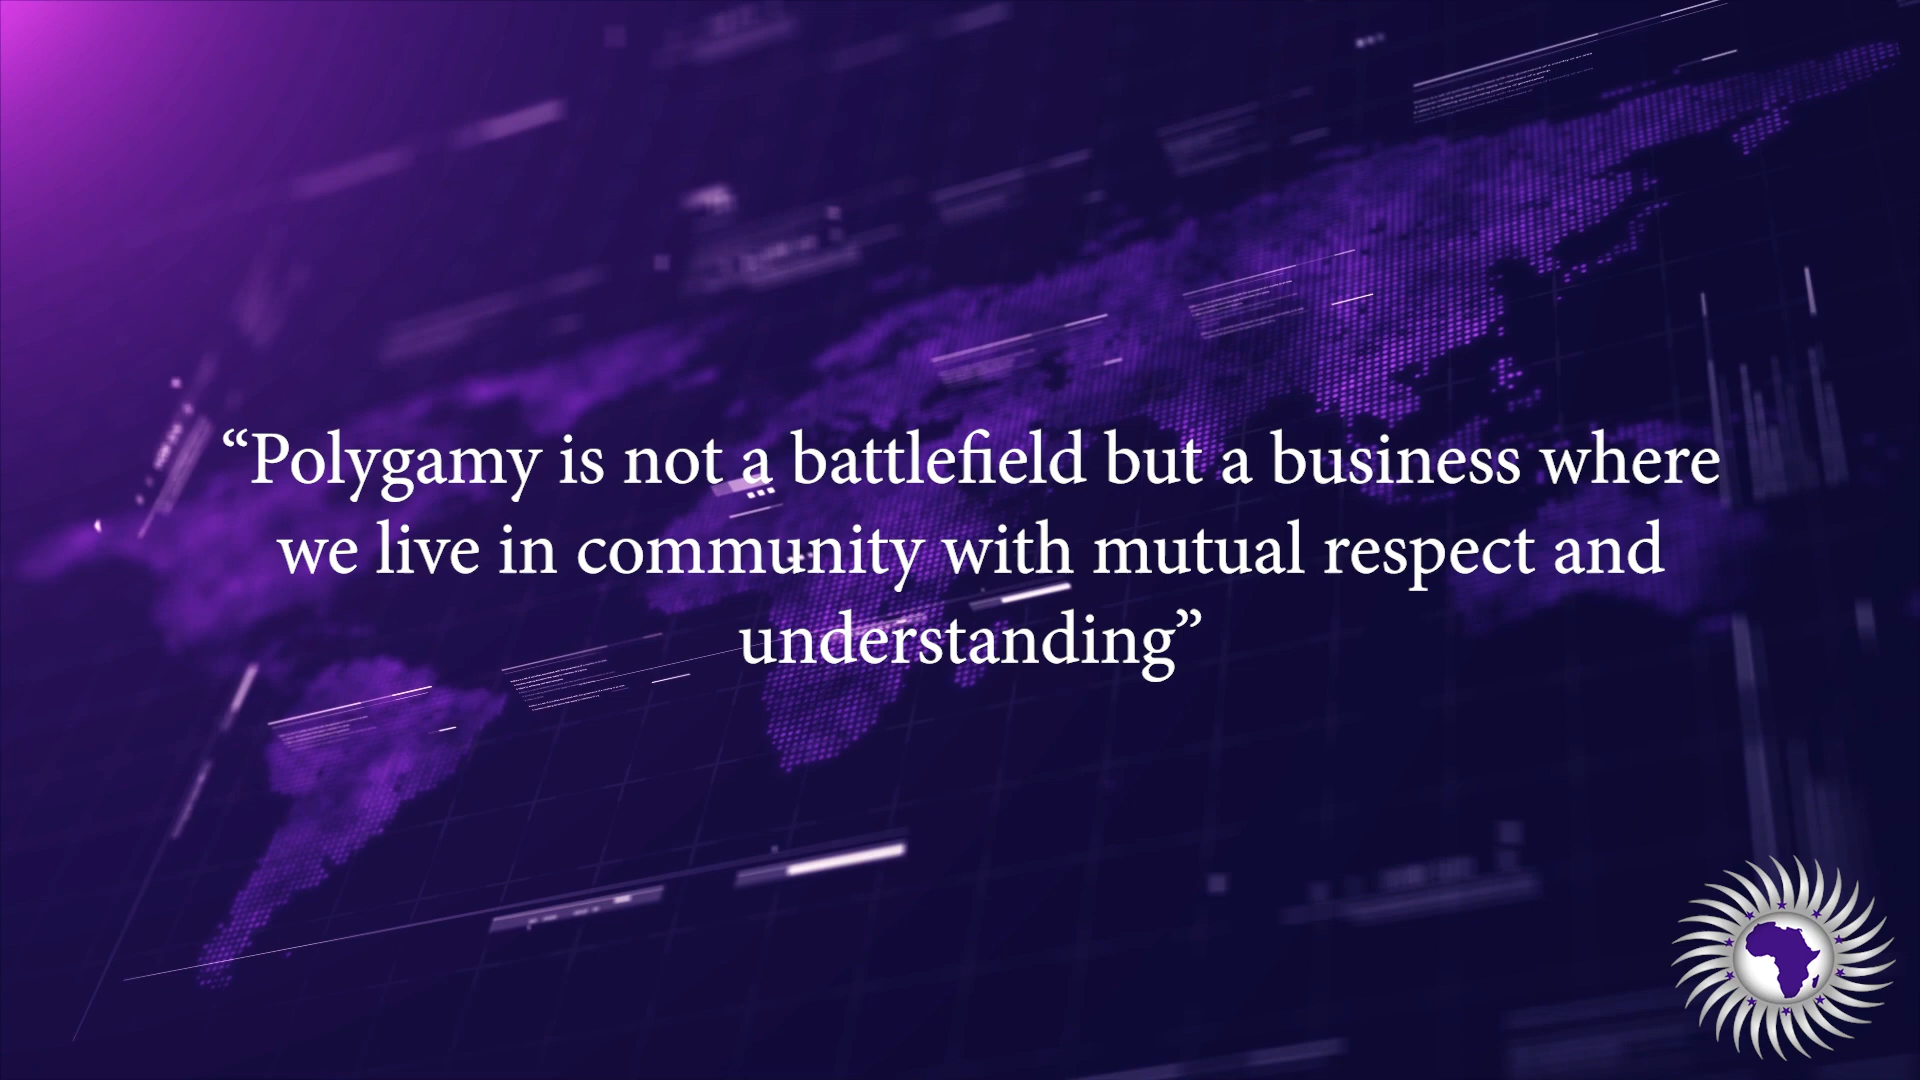 “Polygamy is not a battlefield but a business where
we live in community with mutual respect and
understanding”